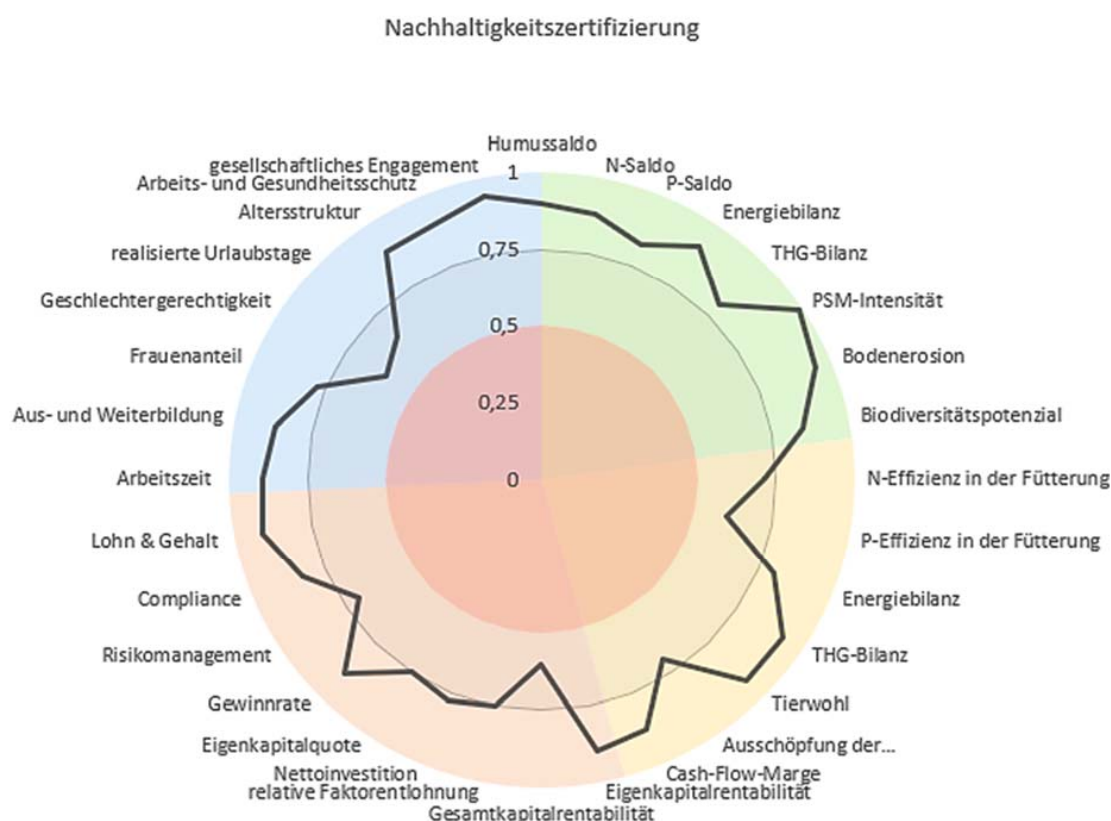 Nachhaltigkeitszertifizierung
Humussaldo
N-Saldo
P-Saldo
Energiebilanz
THG-Bilanz
PSM-Intensität
Bodenerosion
Biodiversitätspotenzial
N-Effizienz in der Fütterung
P-Effizienz in der Fütterung
Energiebilanz
THG-Bilanz
Tierwohl
Ausschöpfung der...
Cash-Flow-Marge
Eigenkapitalrentabilität
Gesamtkapitalrentabilität
relative Faktorentlohnung
Nettoinvestition
Eigenkapitalquote
Gewinnrate
Risikomanagement
Compliance
Lohn & Gehalt
Arbeitszeit
Aus- und Weiterbildung
Frauenanteil
Geschlechtergerechtigkeit
realisierte Urlaubstage
Altersstruktur
Arbeits- und Gesundheitsschutz
gesellschaftliches Engagement
1
0,75
0,5
0,25
0